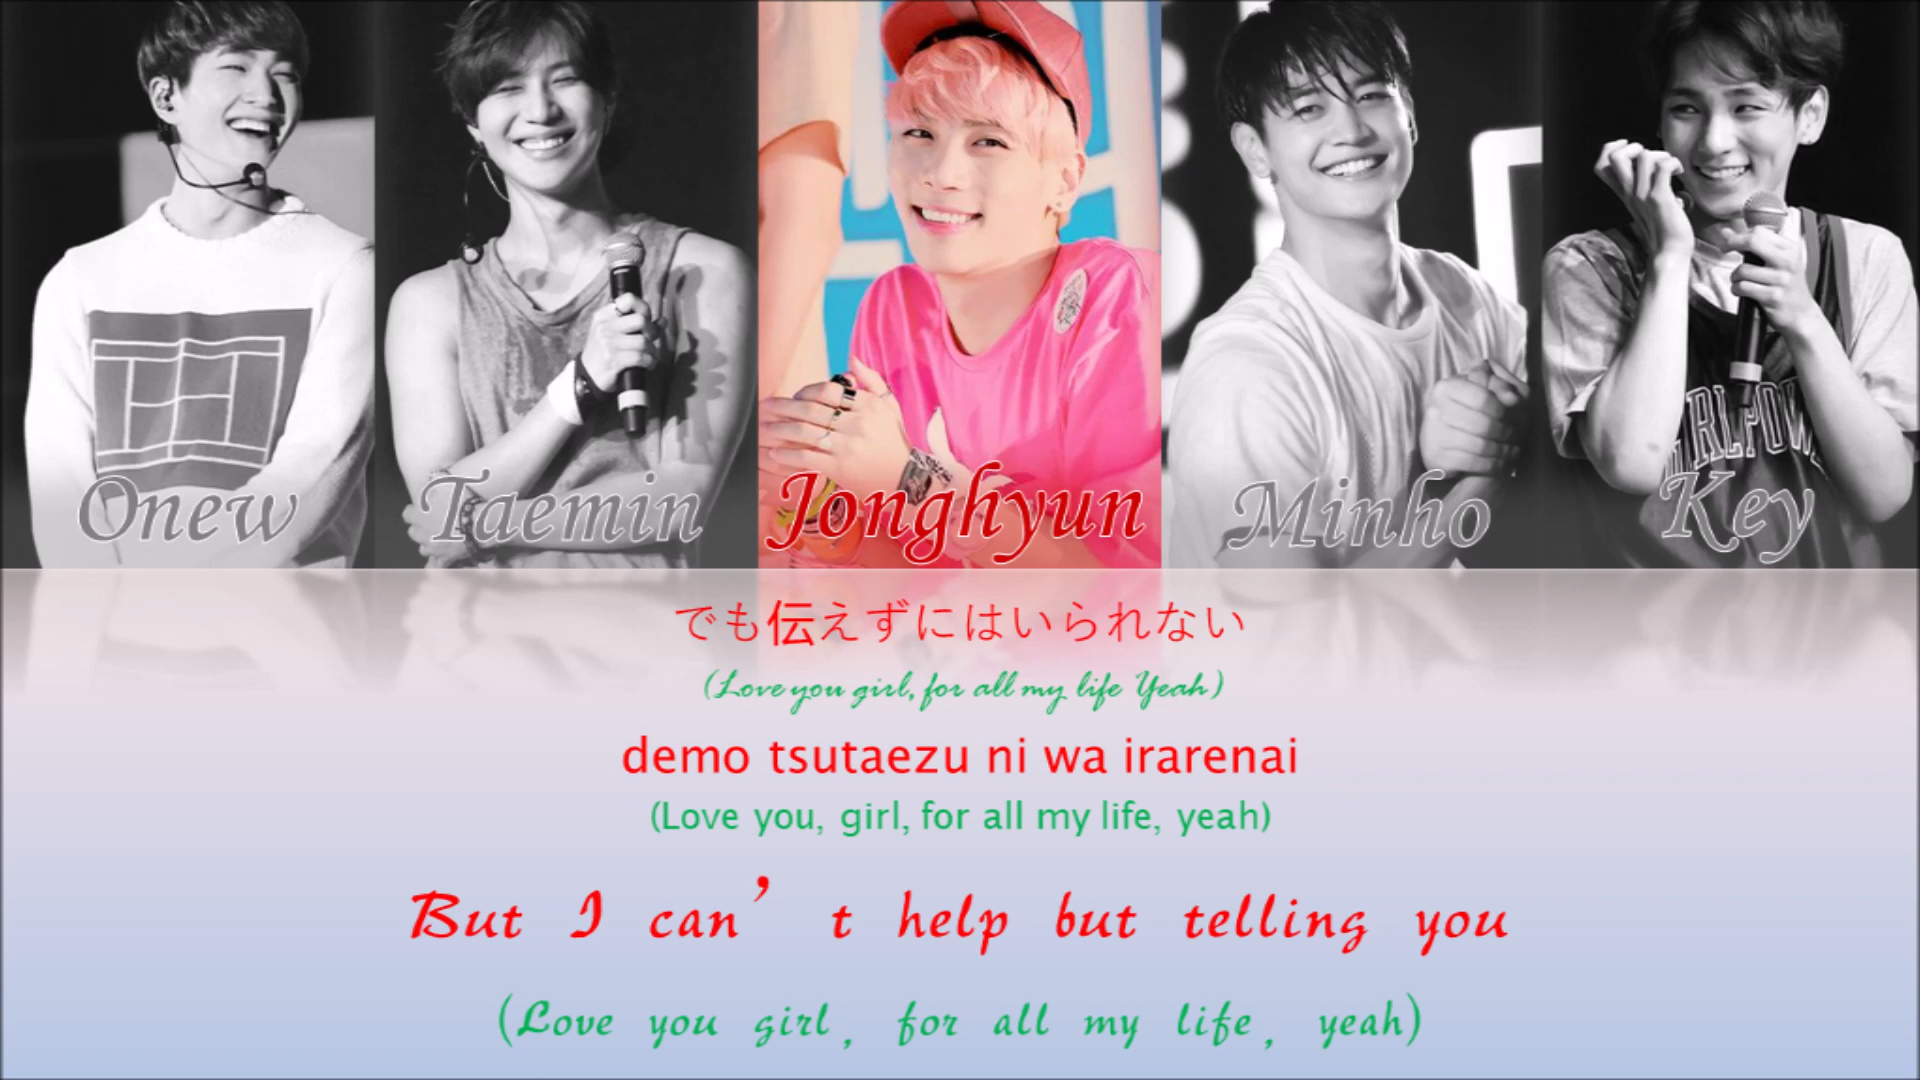 Onew Taemin Jonghyun Minho Key
でも伝えずにはいられない
(Love you girl, for all my life Yeah)
demo tsutaezu ni wa irarenai
(Love you, girl, for all my life, yeah)
But I can’t help but telling you
(Love you girl, for all my life, yeah)